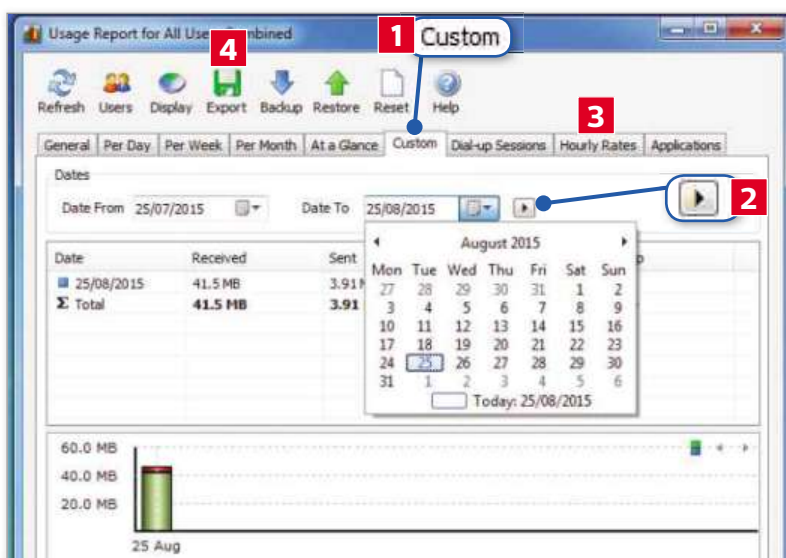 Usage Report for All Users Combined
4
1
Custom
Refresh Users Display Export Backup Restore Reset Help
3
General Per Day Per Week Per Month At a Glance Custom Dial-up Sessions Hourly Rates Applications
Dates
Date From 25/07/2015 Date To 25/08/2015
2
Date Received Sent
25/08/2015 41.5 MB 3.91
Σ Total 41.5 MB 3.91
August 2015
Mon Tue Wed Thu Fri Sat Sun
27 28 29 30 31 1 2
3 4 5 6 7 8 9
10 11 12 13 14 15 16
17 18 19 20 21 22 23
24 25 26 27 28 29 30
31 1 2 3 4 5 6
Today: 25/08/2015
60.0 MB
40.0 MB
20.0 MB
25 Aug